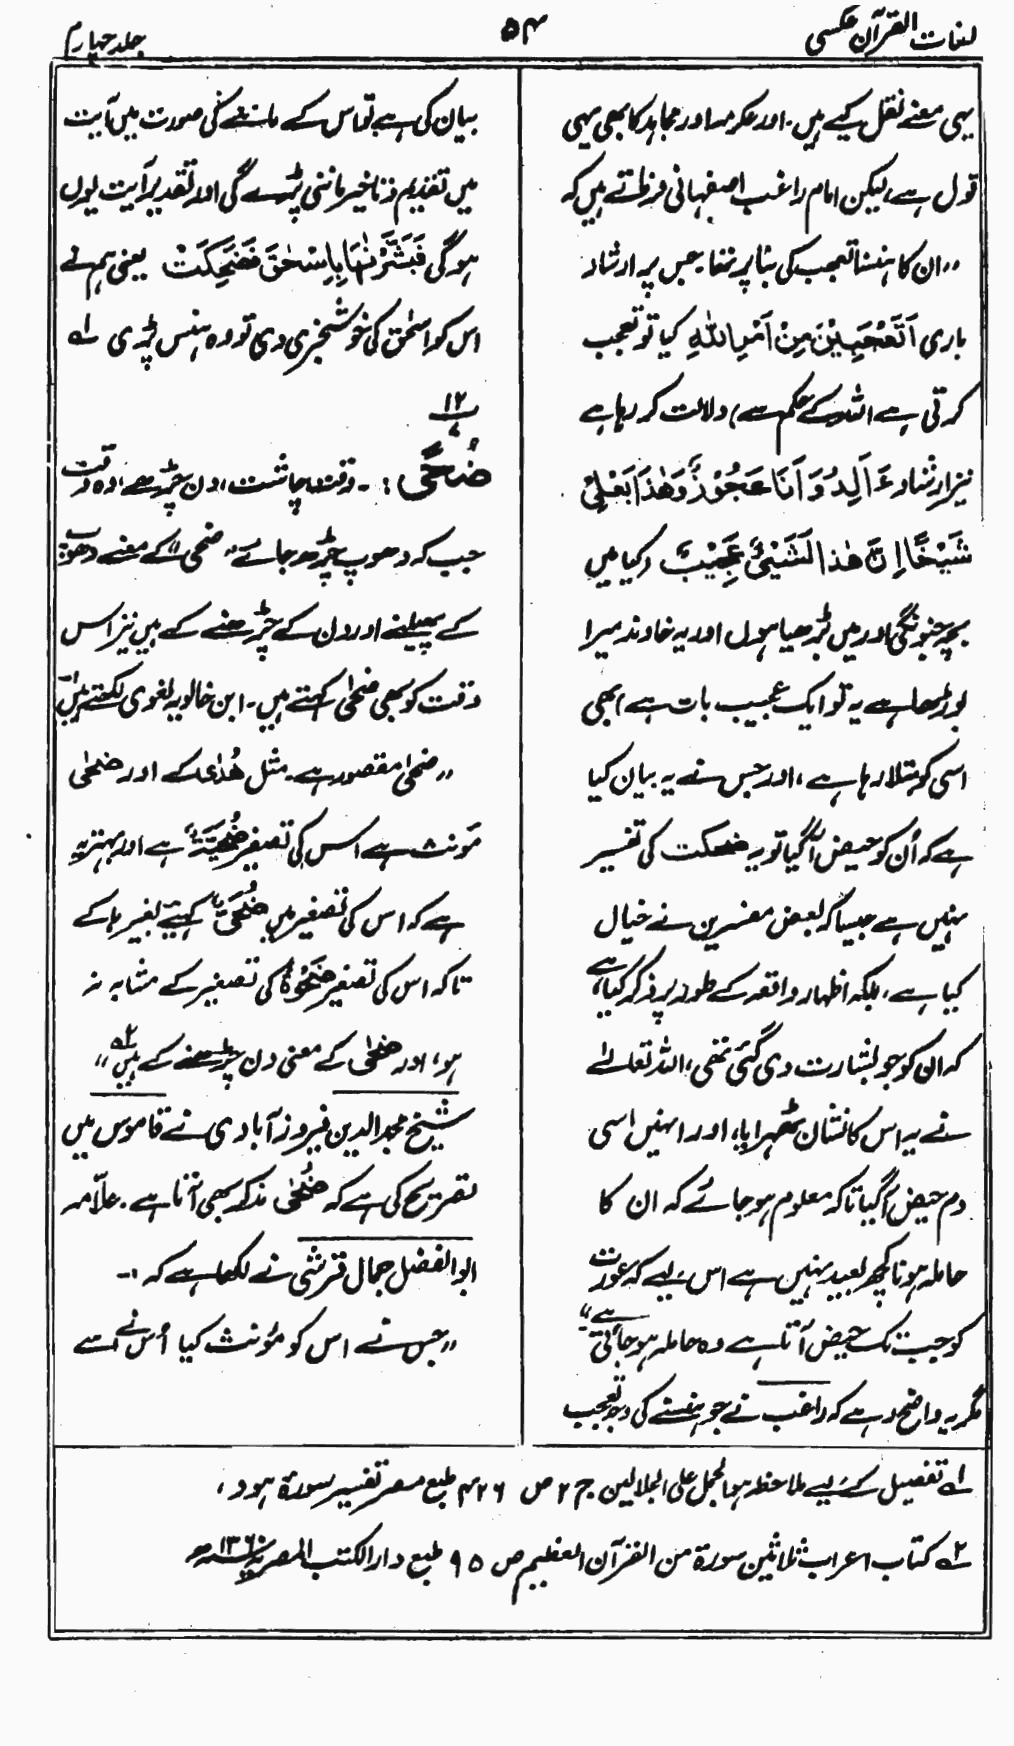 لغات القرآن عکسی
۵۴
جلد چہارم
یہی معنے نقل کیے ہیں۔ اور عکرمہ اور مجاہد کا بھی یہی
قول ہے، لیکن امام راغب اصفہانی فرماتے ہیں کہ
"ان کا ہنسنا تعجب کی بنا پر تھا۔ جس پر ارشاد
باری اَتَعْجَبِیْنَ مِنْ اَمْرِ اللّٰہِ کیا تو تعجب
کرتی ہے اللہ کے حکم سے) دلالت کر رہا ہے
نیز ارشاد ءَاَلِدُ وَاَنَا عَجُوْزٌ وَّھٰذَا بَعْلِیْ
شَیْخًا اِنَّ ھٰذَا لَشَیْئٌ عَجِیْبٌ (کیا میں
بچہ جنونگی اور میں بڑھیا ہوں اور یہ خاوند میرا
بوڑھا ہے یہ تو ایک عجیب بات ہے) بھی
اسی کو بتلا رہا ہے، اور جس نے یہ بیان کیا
ہے کہ اُن کو حیض آ گیا تو یہ ضحکت کی تفسیر
نہیں ہے جیسا کہ بعض مفسرین نے خیال
کیا ہے، بلکہ اظہار واقعہ کے طور پر ذکر کیا ہے،
کہ ان کو جو بشارت دی گئی تھی، اللہ تعالےٰ
نے یہ اس کا نشان ٹھہرایا، اور انہیں اسی
دم حیض آ گیا تاکہ معلوم ہو جائے کہ ان کا
حاملہ ہونا کچھ بعید نہیں ہے اس لیے کہ عورت
کو جب تک حیض آتا ہے وہ حاملہ ہو جاتی ہے"
مگر یہ واضح رہے کہ راغب نے جو ہنسنے کی وجہ تعجب
بیان کی ہے تو اس کے ماننے کی صورت میں آیت
میں تقدیم و تاخیر ماننی پڑے گی اور تقدیر آیت یوں
ہو گی فَبَشَّرْنٰھَا بِاِسْحٰقَ فَضَحِکَتْ یعنی ہم نے
اس کو اسحٰق کی خوشخبری دی تو وہ ہنس پڑی ۱ے
۱۲
۷
ضُحًی :۔ وقت چاشت، دن چڑھے، وہ وقت
جب کہ دھوپ چڑھ جائے "ضحی" کے معنے دھوپ
کے پھیلنے اور دن کے چڑھنے کے ہیں نیز اس
وقت کو بھی ضحٰی کہتے ہیں۔ ابن خالویہ لغوی لکھتے ہیں:
"ضحیٰ مقصور ہے۔ مثل ھُدٰی کے اور ضحیٰ
مونث ہے اس کی تصغیر ضُحَیَّۃٌ ہے اور بہتر یہ
ہے کہ اس کی تصغیر میں ضُحَیٌّ کہیے بغیر ہا کے
تاکہ اس کی تصغیر ضَحْوَۃٌ کی تصغیر کے مشابہ نہ
ہو، اور ضُحٰی کے معنی دن چڑھنے کے ہیں ۲ے"
شیخ مجد الدین فیروز آبادی نے قاموس میں
تصریح کی ہے کہ ضُحٰی مذکر بھی آتا ہے۔ علّامہ
ابوالفضل جمال قرشی نے لکھا ہے کہ :۔
"جس نے اس کو مؤنث کیا اُس نے اسے
۱ے تفصیل کے لیے ملاحظہ ہو الجمل علی الجلالین ج ۲ ص ۴۲۶ طبع مصر تفسیر سورۃ ہود ،
۲ے کتاب اعراب ثلاثین سورۃ من القرآن العظیم ص ۹۵ طبع دار الکتب المصریہ ۱۳۶۰ھ